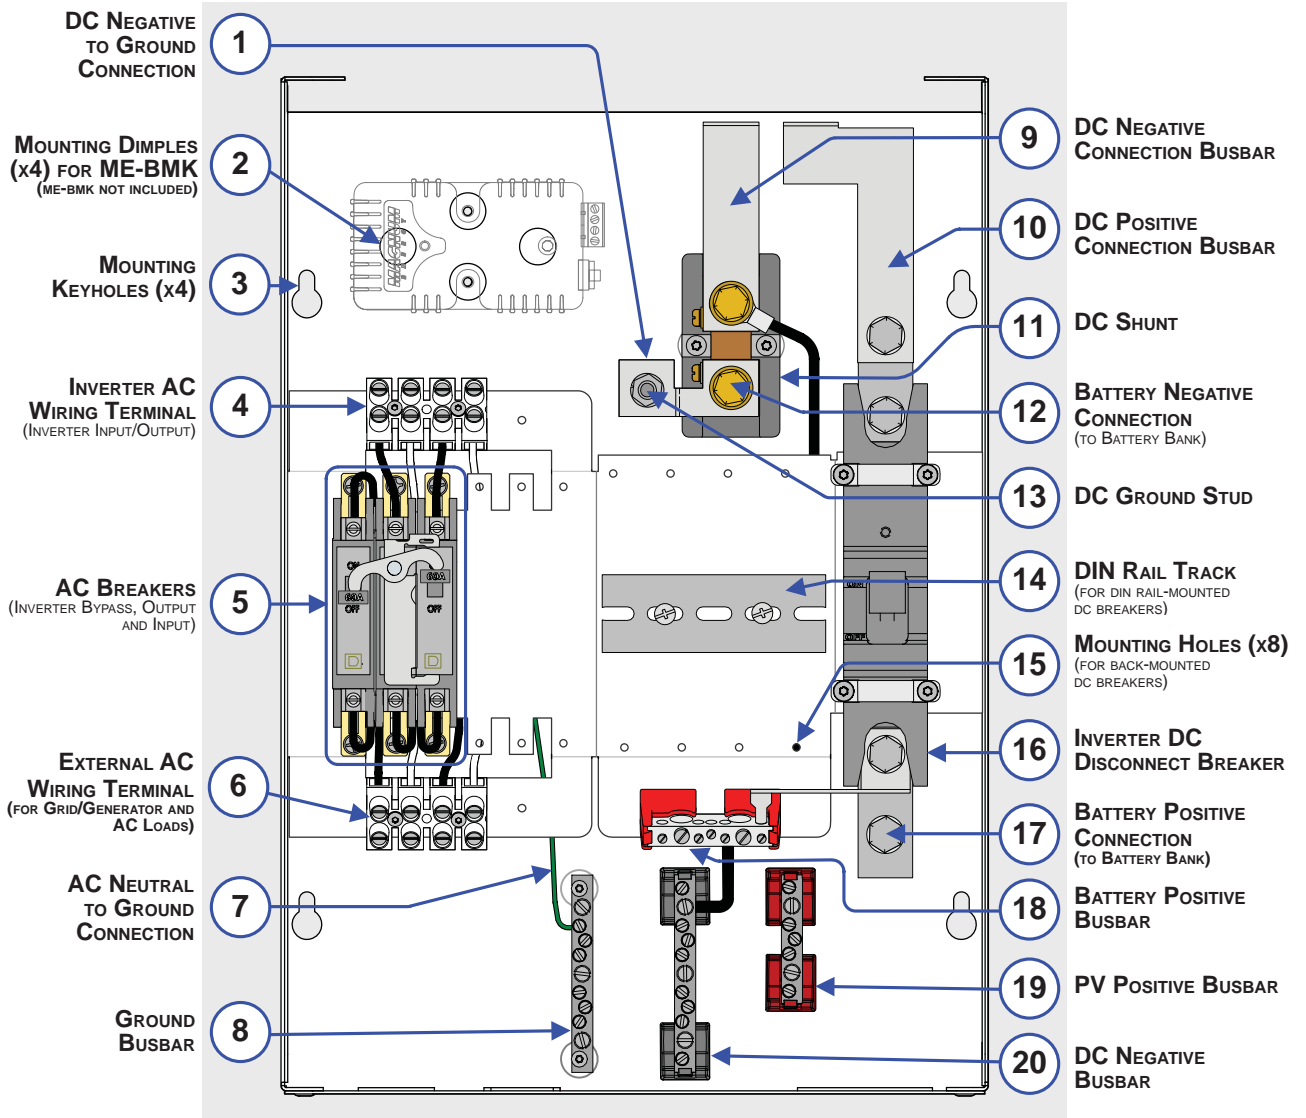 DC Negative
to Ground
Connection
1
Mounting Dimples
(x4) for ME-BMK
(me-bmk not included)
2
Mounting
Keyholes (x4)
3
Inverter AC
Wiring Terminal
(Inverter Input/Output)
4
AC Breakers
(Inverter Bypass, Output
and Input)
5
External AC
Wiring Terminal
(for Grid/Generator and
AC Loads)
6
AC Neutral
to Ground
Connection
7
Ground
Busbar
8
ON
60A
OFF
60A
OFF
D
D
OFF
9
DC Negative
Connection Busbar
10
DC Positive
Connection Busbar
11
DC Shunt
12
Battery Negative
Connection
(to Battery Bank)
13
DC Ground Stud
14
DIN Rail Track
(for din rail-mounted
dc breakers)
15
Mounting Holes (x8)
(for back-mounted
dc breakers)
16
Inverter DC
Disconnect Breaker
17
Battery Positive
Connection
(to Battery Bank)
18
Battery Positive
Busbar
19
PV Positive Busbar
20
DC Negative
Busbar